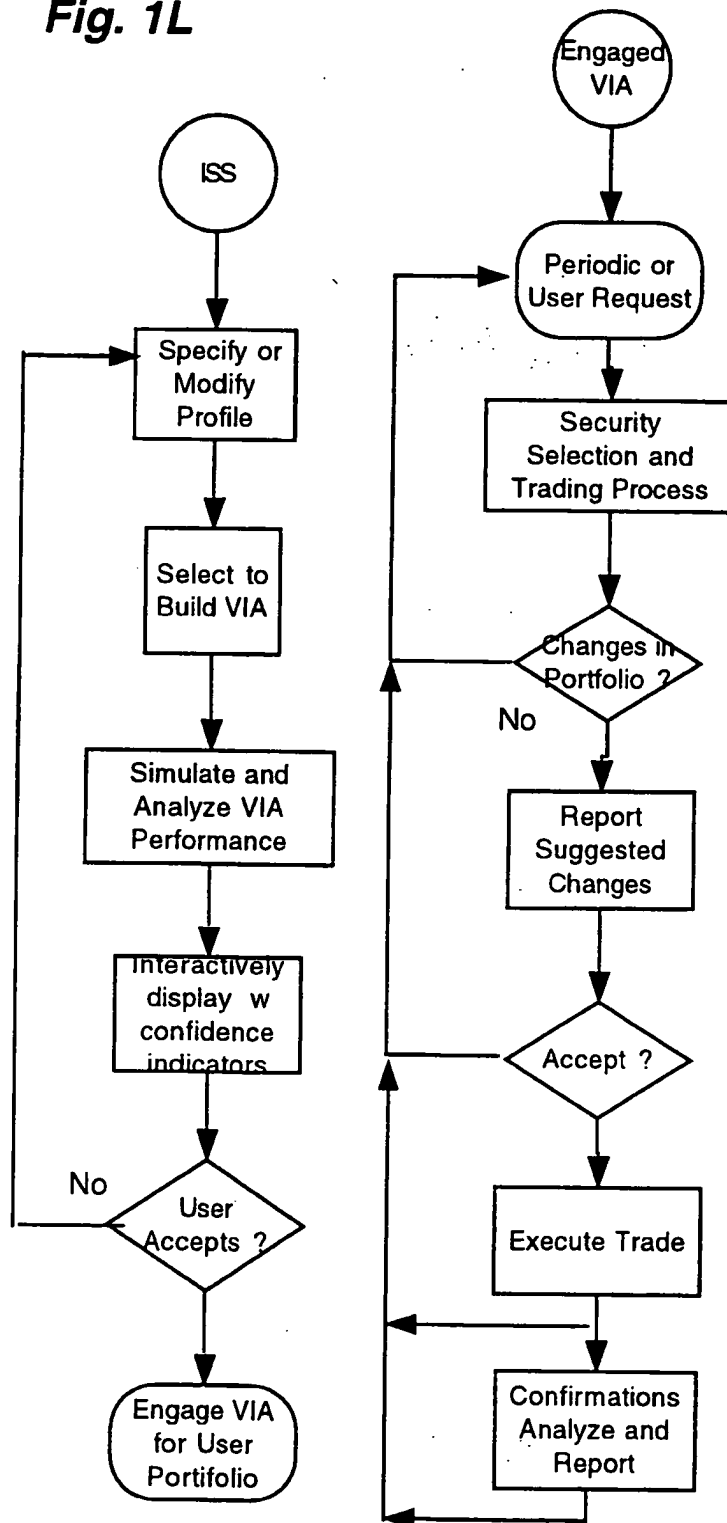 Fig. 1L
ISS
Specify or
Modify
Profile
Select to
Build VIA
Simulate and
Analyze VIA
Performance
Interactively
display w
confidence
indicators
No
User
Accepts ?
Engage VIA
for User
Portifolio
Engaged
VIA
Periodic or
User Request
Security
Selection and
Trading Process
Changes in
Portfolio ?
No
Report
Suggested
Changes
Accept ?
Execute Trade
Confirmations
Analyze and
Report